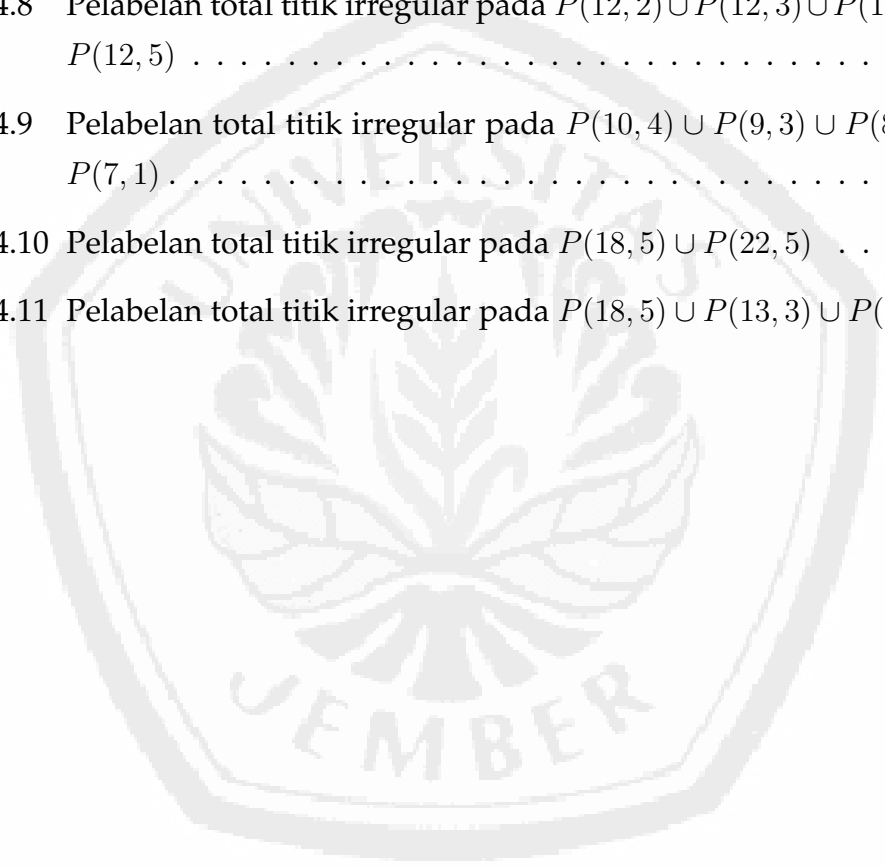 4.8 Pelabelan total titik irregular pada P(12, 2) ∪ P(12, 3) ∪ P(1
P(12, 5) . . . . . . . . . . . . . . . . . . . . . . . . . . . . .
4.9 Pelabelan total titik irregular pada P(10, 4) ∪ P(9, 3) ∪ P(8
P(7, 1) . . . . . . . . . . . . . . . . . . . . . . . . . . . . . .
4.10 Pelabelan total titik irregular pada P(18, 5) ∪ P(22, 5) . .
4.11 Pelabelan total titik irregular pada P(18, 5) ∪ P(13, 3) ∪ P(
UNIVERSITAS
JEMBER